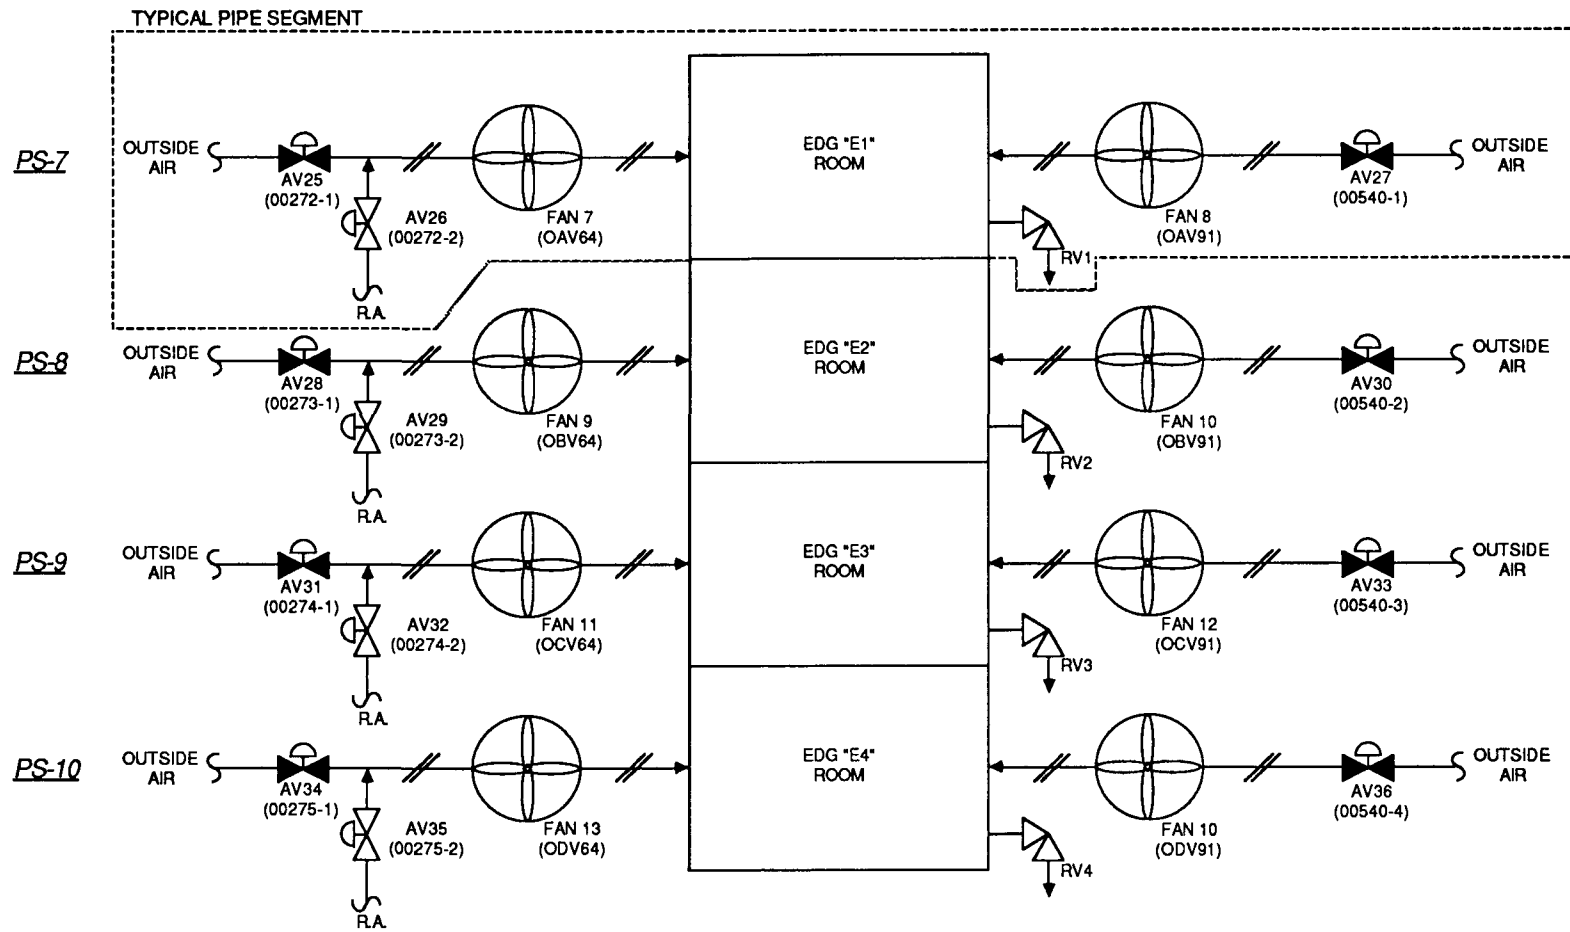 TYPICAL PIPE SEGMENT
PS-7
OUTSIDE
AIR
AV25
(00272-1)
AV26
(00272-2)
R.A.
FAN 7
(OAV64)
EDG "E1"
ROOM
RV1
FAN 8
(OAV91)
AV27
(00540-1)
OUTSIDE
AIR
PS-8
OUTSIDE
AIR
AV28
(00273-1)
AV29
(00273-2)
R.A.
FAN 9
(OBV64)
EDG "E2"
ROOM
RV2
FAN 10
(OBV91)
AV30
(00540-2)
OUTSIDE
AIR
PS-9
OUTSIDE
AIR
AV31
(00274-1)
AV32
(00274-2)
R.A.
FAN 11
(OCV64)
EDG "E3"
ROOM
RV3
FAN 12
(OCV91)
AV33
(00540-3)
OUTSIDE
AIR
PS-10
OUTSIDE
AIR
AV34
(00275-1)
AV35
(00275-2)
R.A.
FAN 13
(ODV64)
EDG "E4"
ROOM
RV4
FAN 10
(ODV91)
AV36
(00540-4)
OUTSIDE
AIR